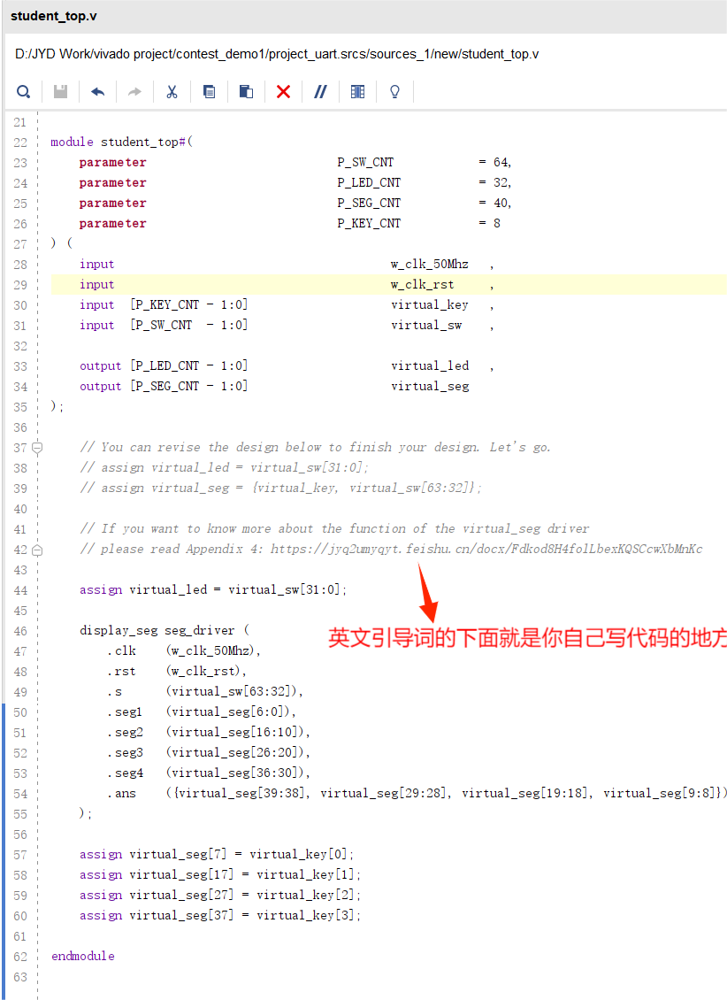 student_top.v
D:/JYD Work/vivado project/contest_demo1/project_uart.srcs/sources_1/new/student_top.v
21
22 module student_top#(
23 parameter P_SW_CNT = 64,
24 parameter P_LED_CNT = 32,
25 parameter P_SEG_CNT = 40,
26 parameter P_KEY_CNT = 8
27 ) (
28 input w_clk_50Mhz ,
29 input w_clk_rst ,
30 input [P_KEY_CNT - 1:0] virtual_key ,
31 input [P_SW_CNT - 1:0] virtual_sw ,
32
33 output [P_LED_CNT - 1:0] virtual_led ,
34 output [P_SEG_CNT - 1:0] virtual_seg
35 );
36
37 // You can revise the design below to finish your design. Let's go.
38 // assign virtual_led = virtual_sw[31:0];
39 // assign virtual_seg = {virtual_key, virtual_sw[63:32]};
40
41 // If you want to know more about the function of the virtual_seg driver
42 // please read Appendix 4: https://jyq2umyqyt.feishu.cn/docx/Fdkod8H4folLbexKQSCcwXbMnKc
43
44 assign virtual_led = virtual_sw[31:0];
45
46 display_seg seg_driver (
英文引导词的下面就是你自己写代码的地方
47 .clk (w_clk_50Mhz),
48 .rst (w_clk_rst),
49 .s (virtual_sw[63:32]),
50 .seg1 (virtual_seg[6:0]),
51 .seg2 (virtual_seg[16:10]),
52 .seg3 (virtual_seg[26:20]),
53 .seg4 (virtual_seg[36:30]),
54 .ans ({virtual_seg[39:38], virtual_seg[29:28], virtual_seg[19:18], virtual_seg[9:8]})
55 );
56
57 assign virtual_seg[7] = virtual_key[0];
58 assign virtual_seg[17] = virtual_key[1];
59 assign virtual_seg[27] = virtual_key[2];
60 assign virtual_seg[37] = virtual_key[3];
61
62 endmodule
63